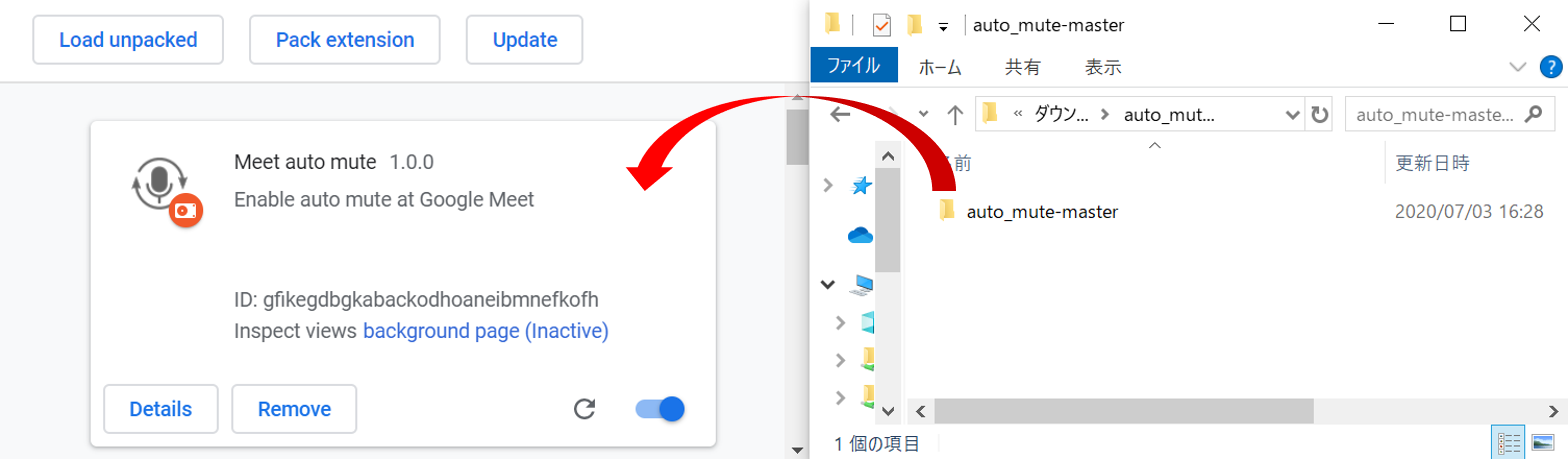 Load unpacked
Pack extension
Update
Meet auto mute 1.0.0
Enable auto mute at Google Meet
ID: gfikegdbgkabackodhoaneibmnefkofh
Inspect views background page (Inactive)
Details
Remove
auto_mute-master
ファイル
ホーム
共有
表示
?
« ダウン... auto_mut...
auto_mute-maste...
前
更新日時
auto_mute-master
2020/07/03 16:28
1 個の項目